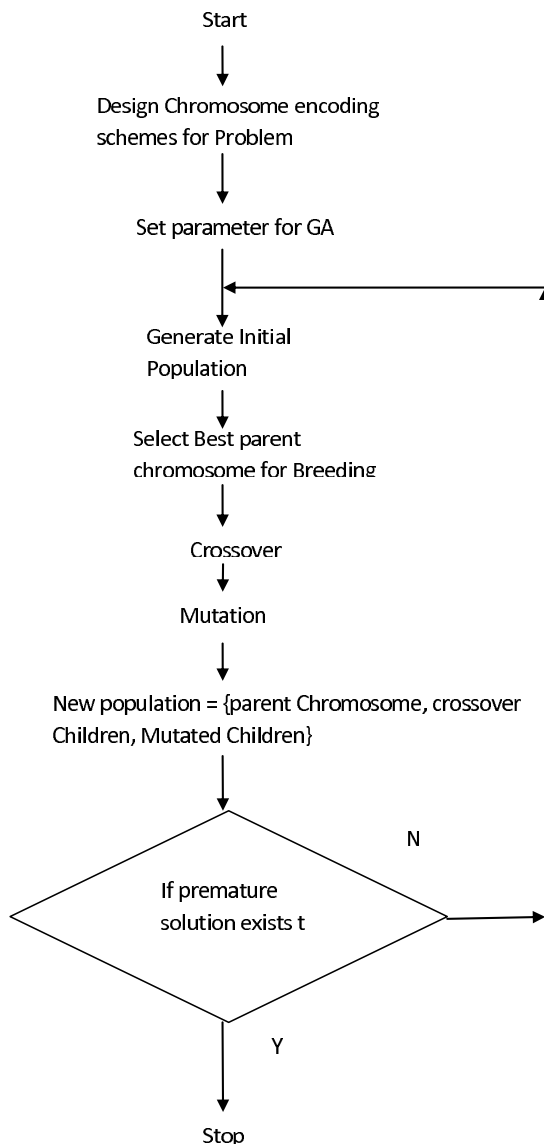 Start
Design Chromosome encoding
schemes for Problem
Set parameter for GA
Generate Initial
Population
Select Best parent
chromosome for Breeding
Crossover
Mutation
New population = {parent Chromosome, crossover
Children, Mutated Children}
N
If premature
solution exists t
Y
Stop